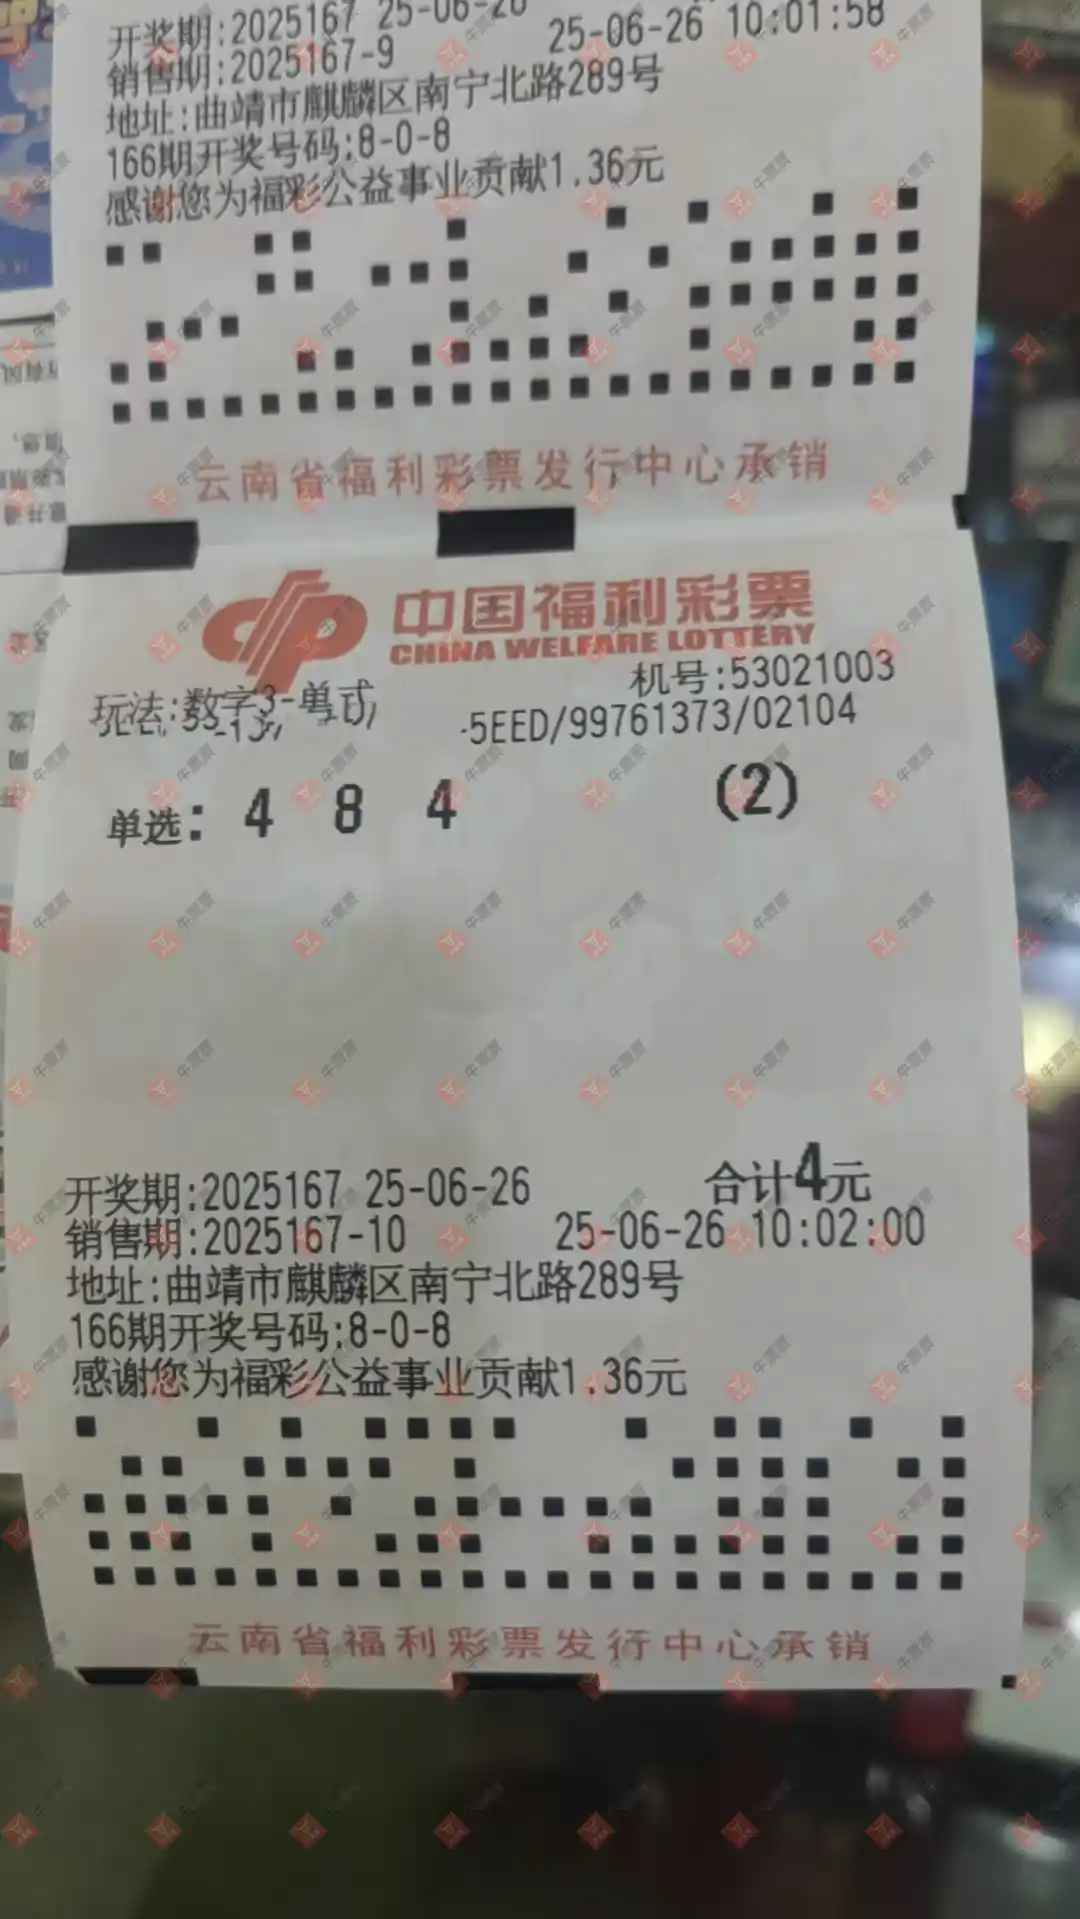 开奖期:2025167 25-06-26
25-06-26 10:01:58
销售期:2025167-9
地址:曲靖市麒麟区南宁北路289号
166期开奖号码:8-0-8
感谢您为福彩公益事业贡献1.36元
云南省福利彩票发行中心承销
中国福利彩票
CHINA WELFARE LOTTERY
机号:53021003
玩法:数字3-单式
-5EED/99761373/02104
单选: 4 8 4 (2)
开奖期:2025167 25-06-26 合计4元
销售期:2025167-10 25-06-26 10:02:00
地址:曲靖市麒麟区南宁北路289号
166期开奖号码:8-0-8
感谢您为福彩公益事业贡献1.36元
云南省福利彩票发行中心承销
牛票票